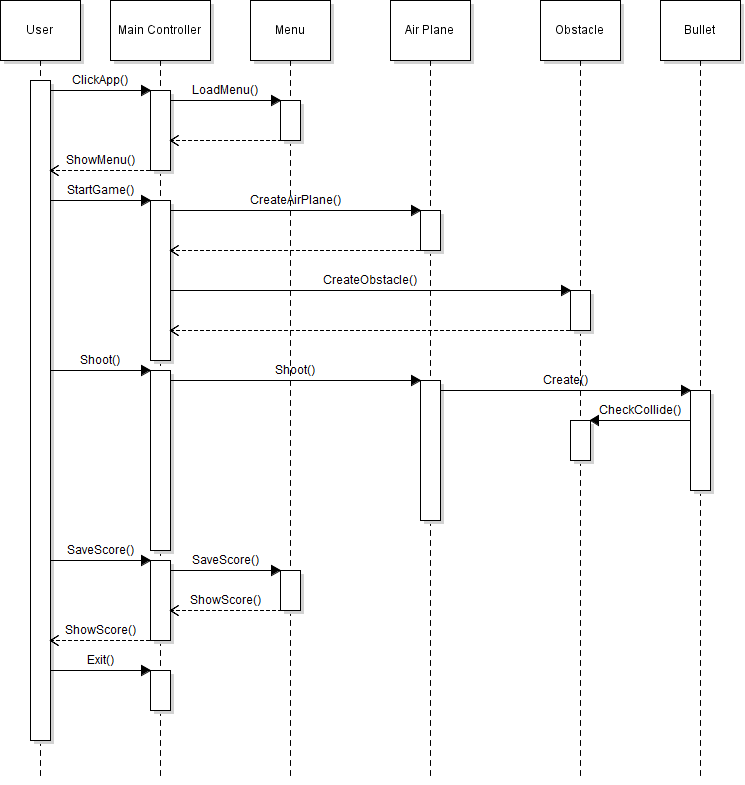 User
Main Controller
Menu
Air Plane
Obstacle
Bullet
ClickApp()
LoadMenu()
ShowMenu()
StartGame()
CreateAirPlane()
CreateObstacle()
Shoot()
Shoot()
Create()
CheckCollide()
SaveScore()
SaveScore()
ShowScore()
ShowScore()
Exit()